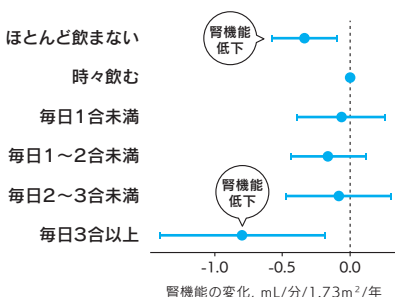 ほとんど飲まない
腎機能
低下
時々飲む
毎日1合未満
毎日1〜2合未満
毎日2〜3合未満
腎機能
低下
毎日3合以上
-1.0 -0.5 0.0
腎機能の変化, mL/分/1.73m²/年